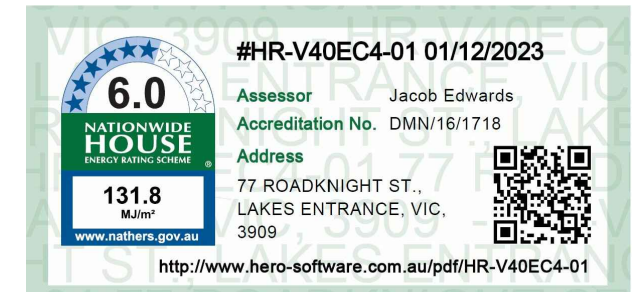 #HR-V40EC4-01 01/12/2023
6.0
NATIONWIDE
HOUSE
ENERGY RATING SCHEME ®
131.8
MJ/m²
www.nathers.gov.au
Assessor Jacob Edwards
Accreditation No. DMN/16/1718
Address
77 ROADKNIGHT ST.,
LAKES ENTRANCE, VIC,
3909
http://www.hero-software.com.au/pdf/HR-V40EC4-01